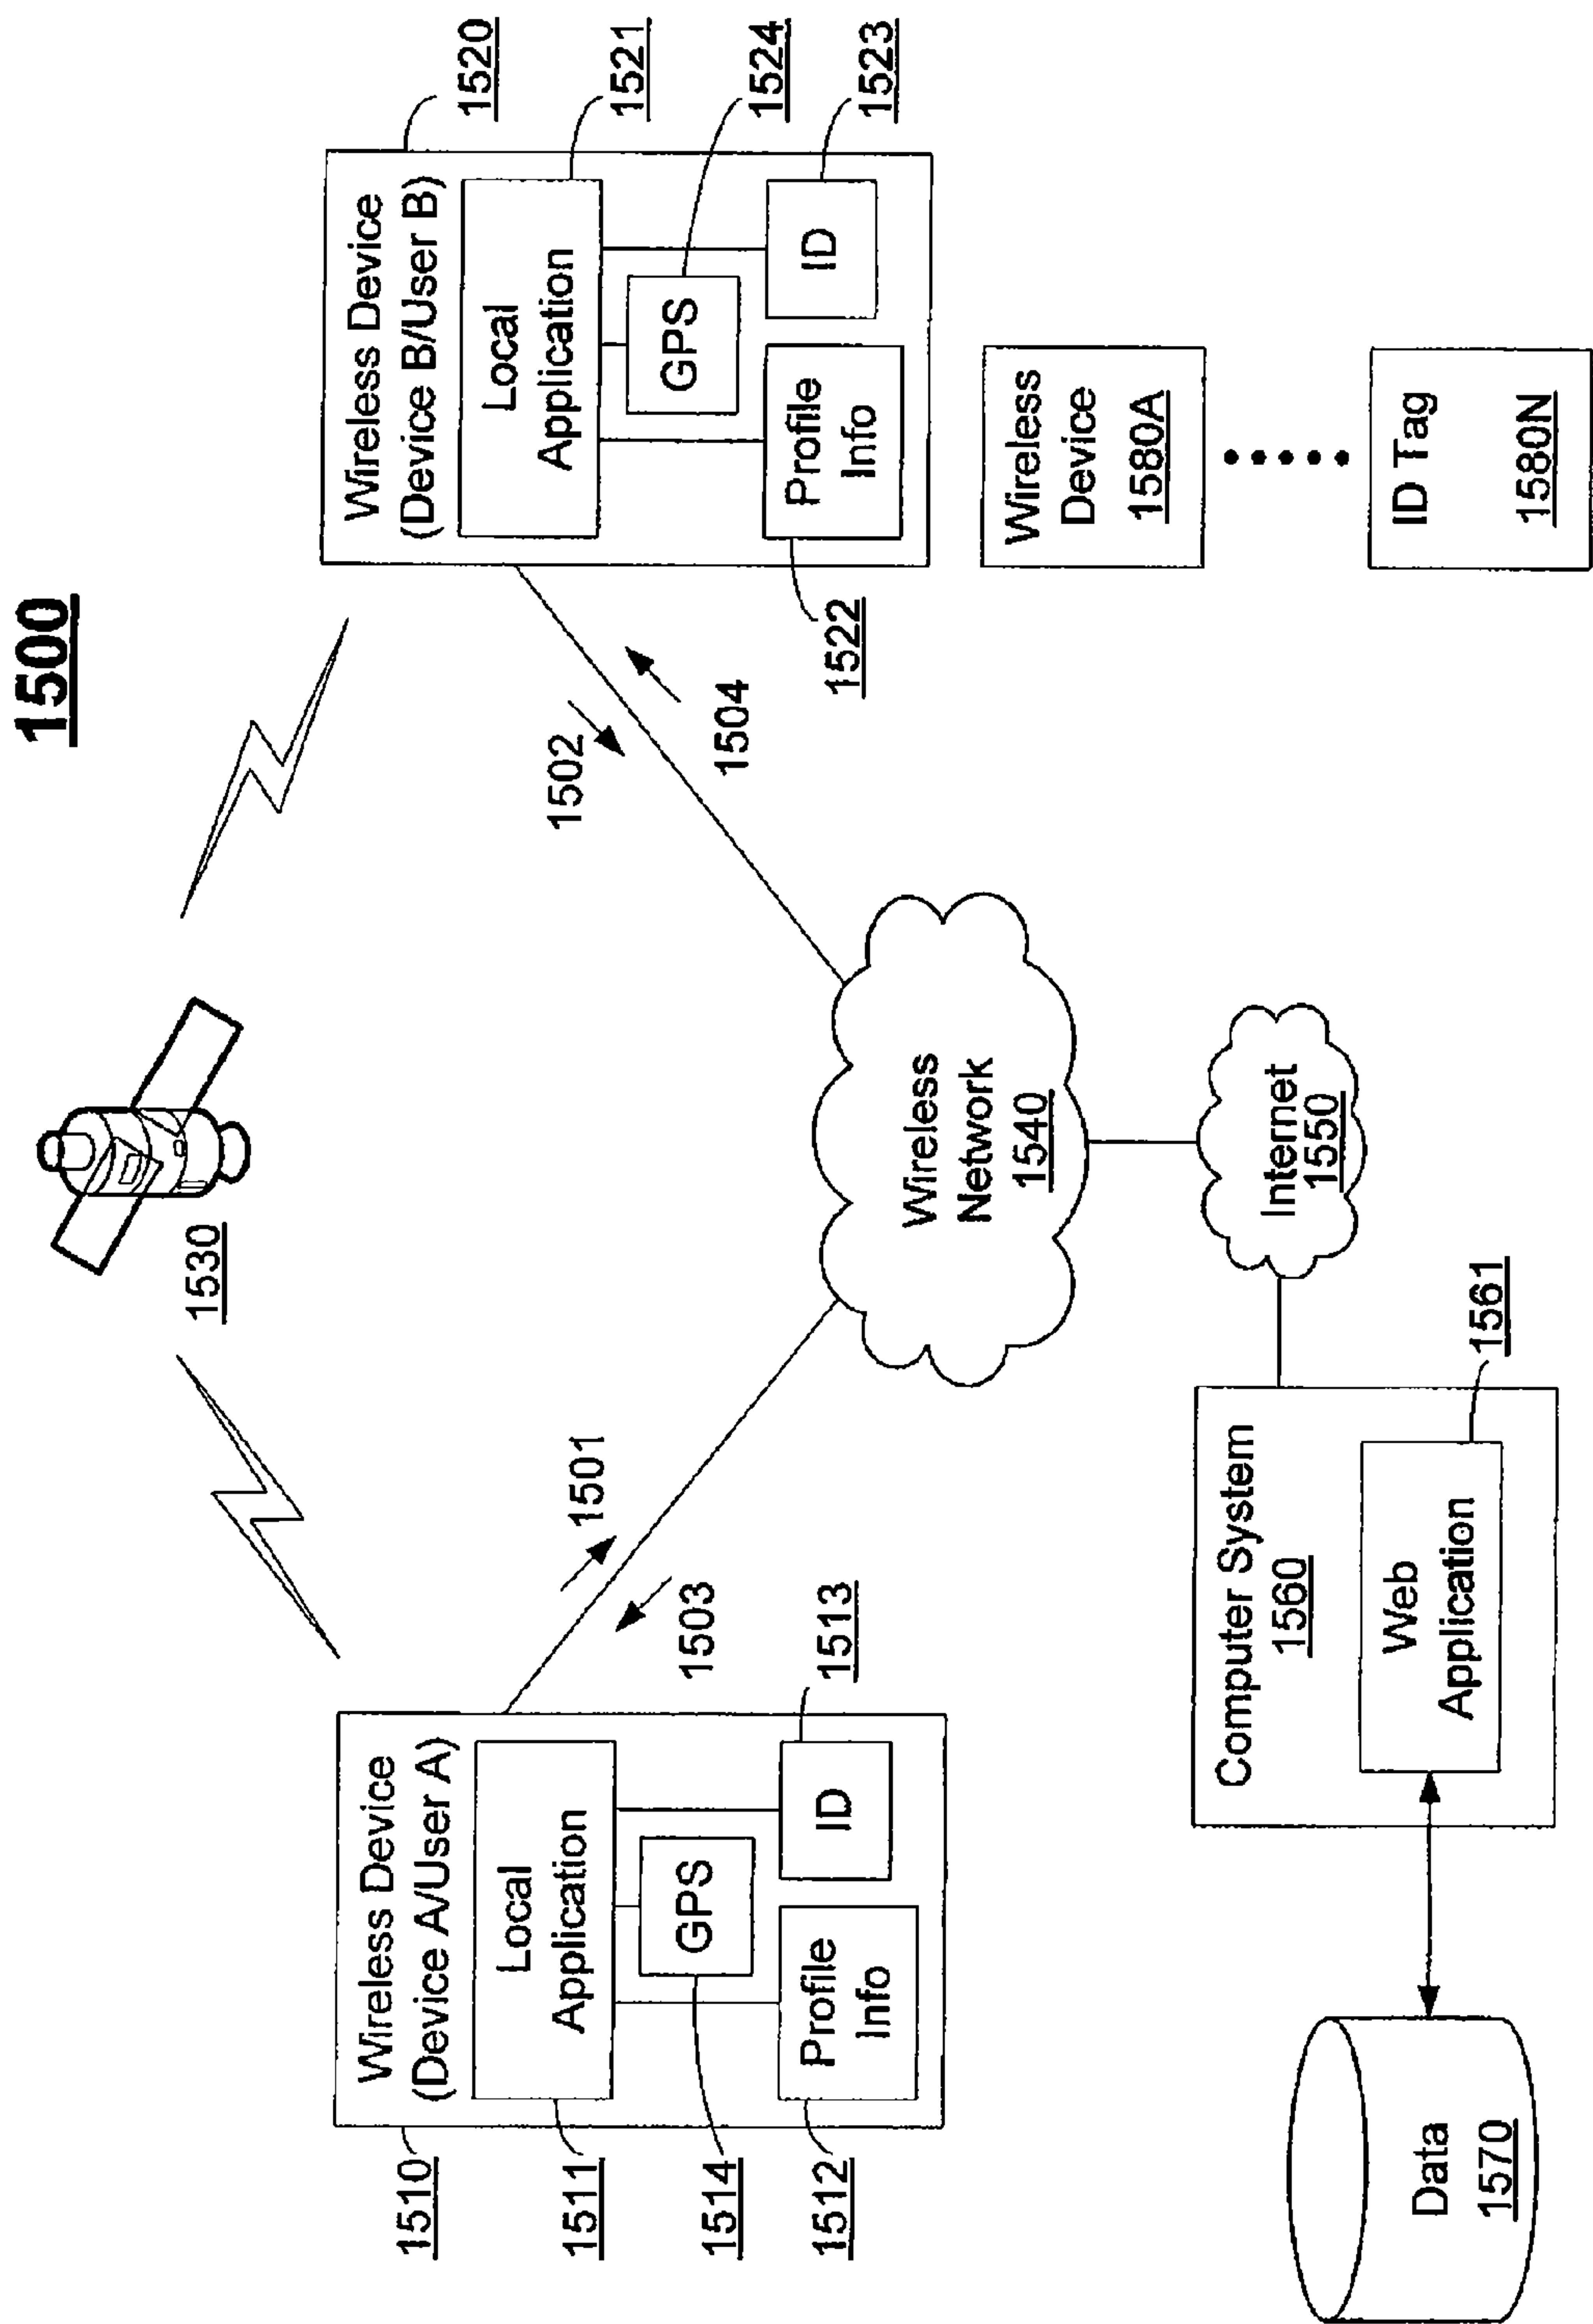 1500
1530
1510
Wireless Device
(Device A/User A)
1511
Local
Application
1514
GPS
1512
Profile
Info
ID
1513
1501
1503
1502
1504
Wireless Device
(Device B/User B)
1520
Local
Application
1521
GPS
1524
Profile
Info
1522
ID
1523
Wireless
Network
1540
Internet
1550
Computer System
1560
Web
Application
1561
Data
1570
Wireless
Device
1580A
ID Tag
1580N